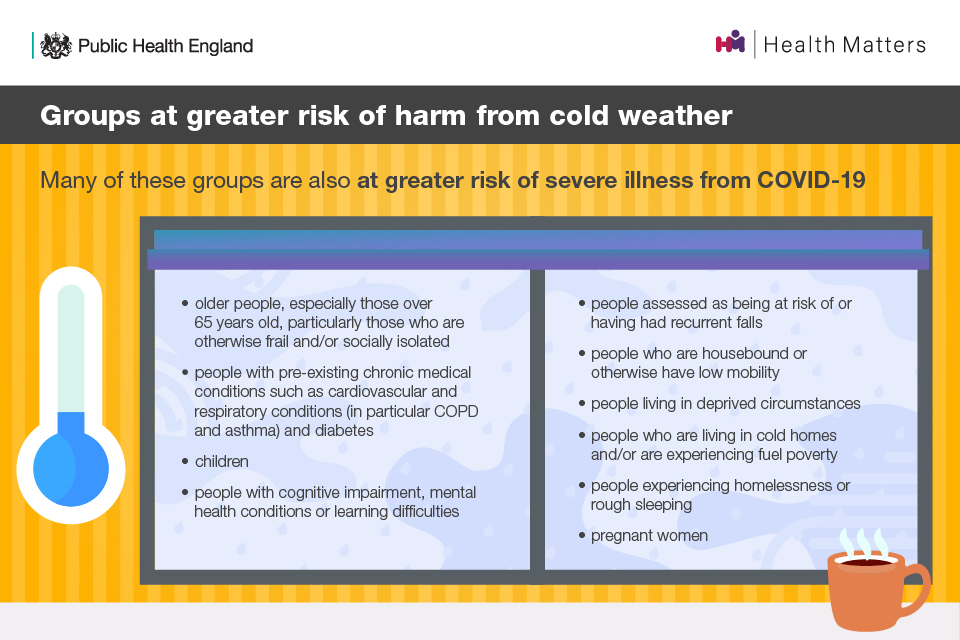 Public Health England
Health Matters
Groups at greater risk of harm from cold weather
Many of these groups are also at greater risk of severe illness from COVID-19
• older people, especially those over
65 years old, particularly those who are
otherwise frail and/or socially isolated
• people with pre-existing chronic medical
conditions such as cardiovascular and
respiratory conditions (in particular COPD
and asthma) and diabetes
• children
• people with cognitive impairment, mental
health conditions or learning difficulties
• people assessed as being at risk of or
having had recurrent falls
• people who are housebound or
otherwise have low mobility
• people living in deprived circumstances
• people who are living in cold homes
and/or are experiencing fuel poverty
• people experiencing homelessness or
rough sleeping
• pregnant women